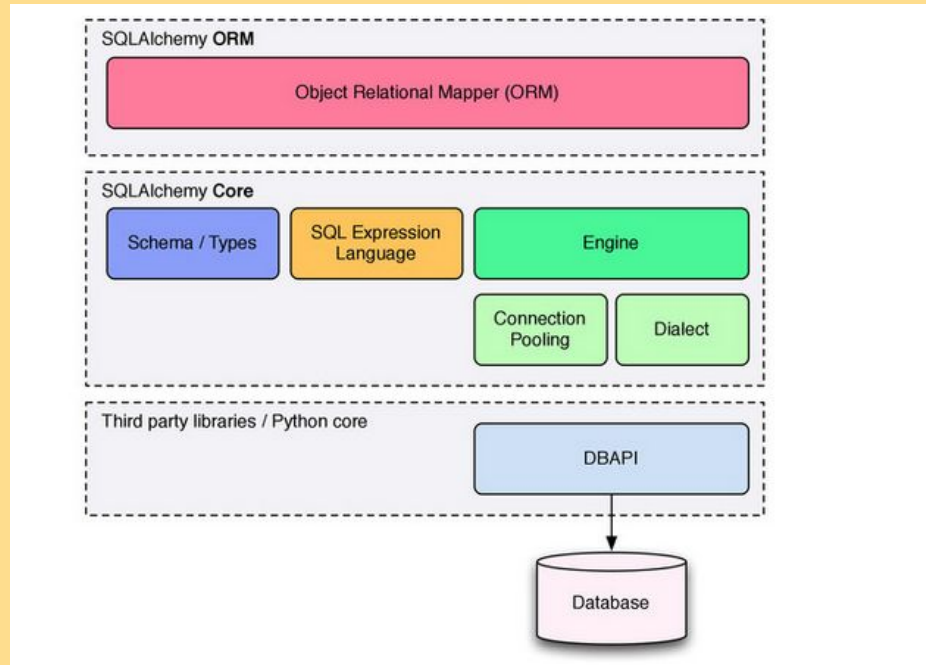 SQLAlchemy ORM
Object Relational Mapper (ORM)
SQLAlchemy Core
Schema / Types
SQL Expression
Language
Engine
Connection
Pooling
Dialect
Third party libraries / Python core
DBAPI
Database